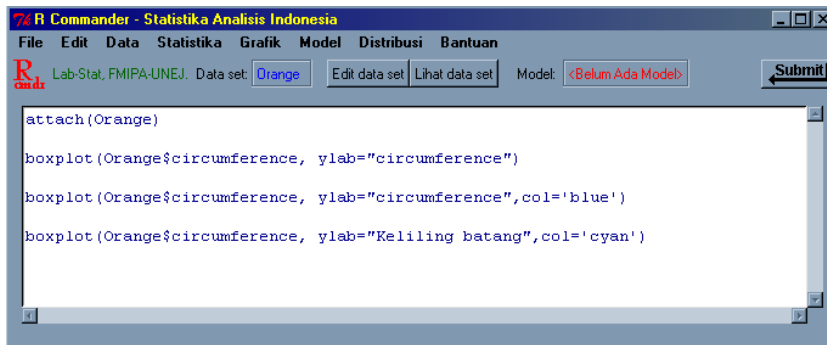 R Commander - Statistika Analisis Indonesia
File Edit Data Statistika Grafik Model Distribusi Bantuan
R cmdr Lab-Stat, FMIPA-UNEJ. Data set: Orange Edit data set Lihat data set Model: <Belum Ada Model> Submit
attach(Orange)
boxplot(Orange$circumference, ylab="circumference")
boxplot(Orange$circumference, ylab="circumference",col='blue')
boxplot(Orange$circumference, ylab="Keliling batang",col='cyan')